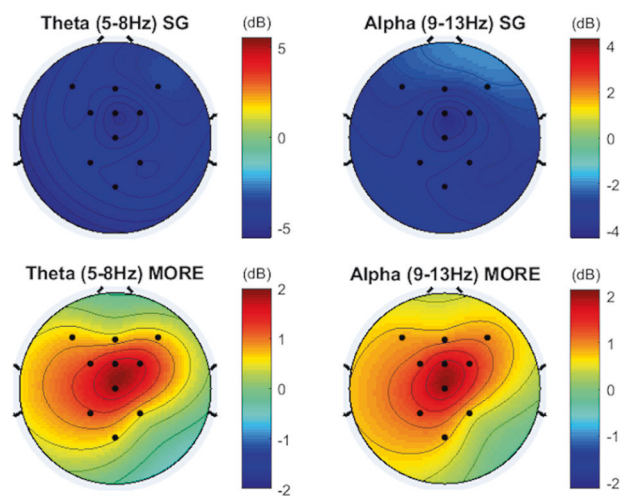 Theta (5-8Hz) SG
(dB)
5
0
-5
Alpha (9-13Hz) SG
(dB)
4
2
0
-2
-4
Theta (5-8Hz) MORE
(dB)
2
1
0
-1
-2
Alpha (9-13Hz) MORE
(dB)
2
1
0
-1
-2